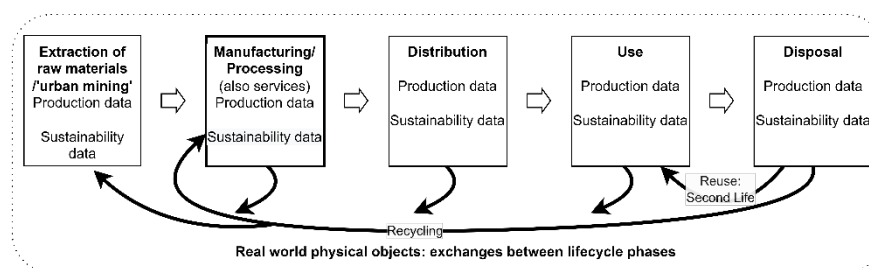 Extraction of
raw materials
/'urban mining'
Production data
Sustainability
data
Manufacturing/
Processing
(also services)
Production data
Sustainability data
Distribution
Production data
Sustainability data
Use
Production data
Sustainability data
Disposal
Production data
Sustainability data
Reuse:
Second Life
Recycling
Real world physical objects: exchanges between lifecycle phases